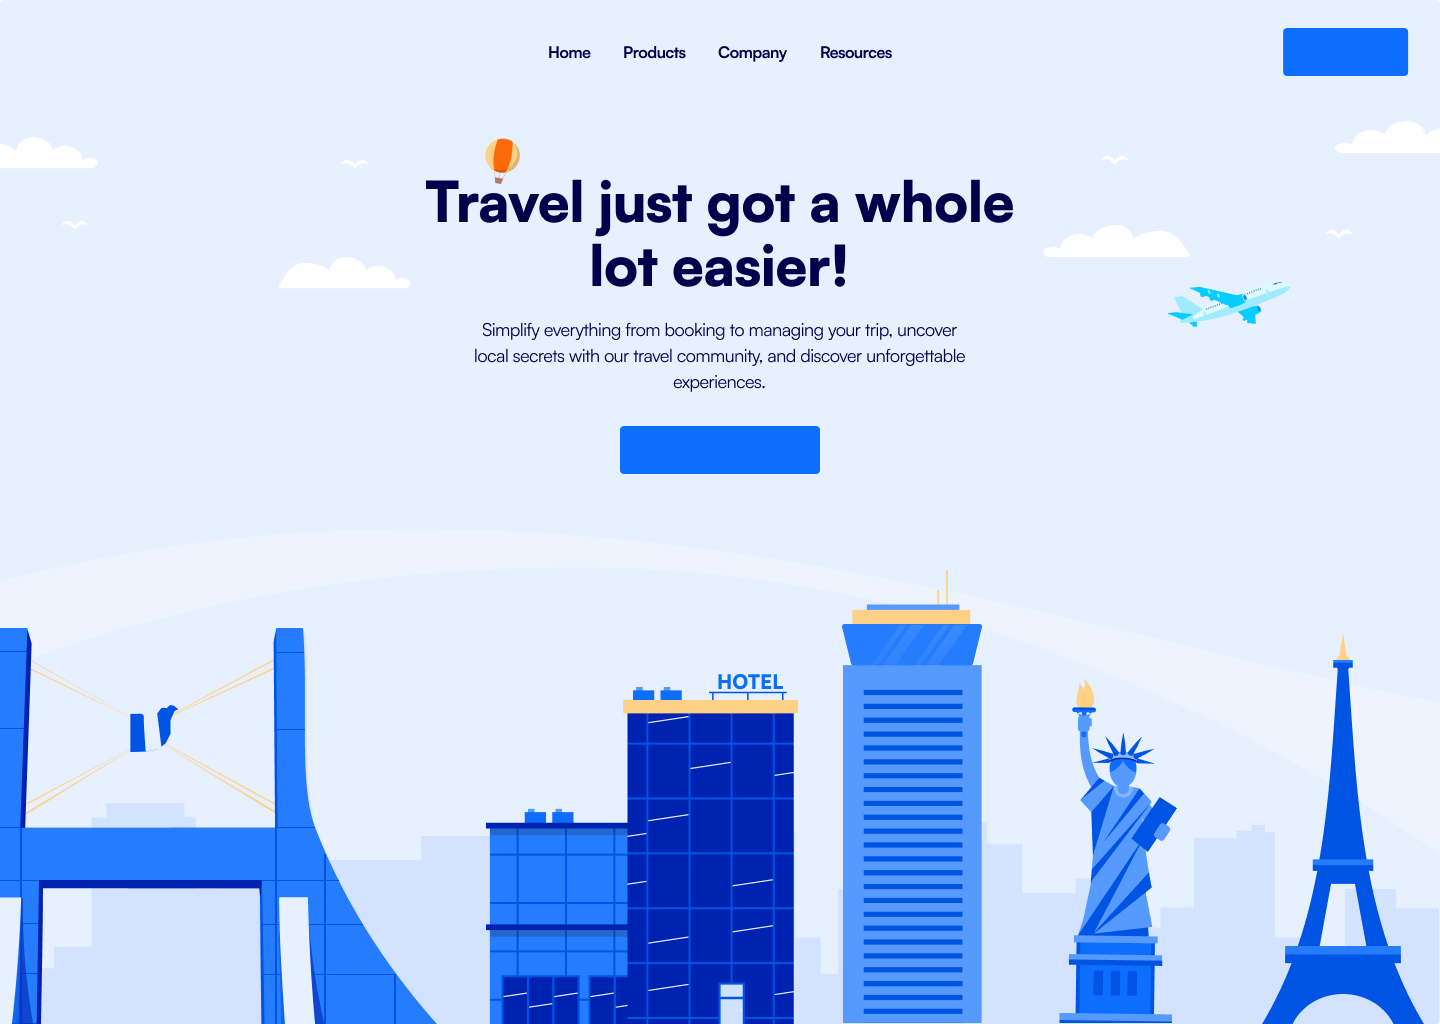 Home Products Company Resources
Travel just got a whole
lot easier!
Simplify everything from booking to managing your trip, uncover
local secrets with our travel community, and discover unforgettable
experiences.
HOTEL